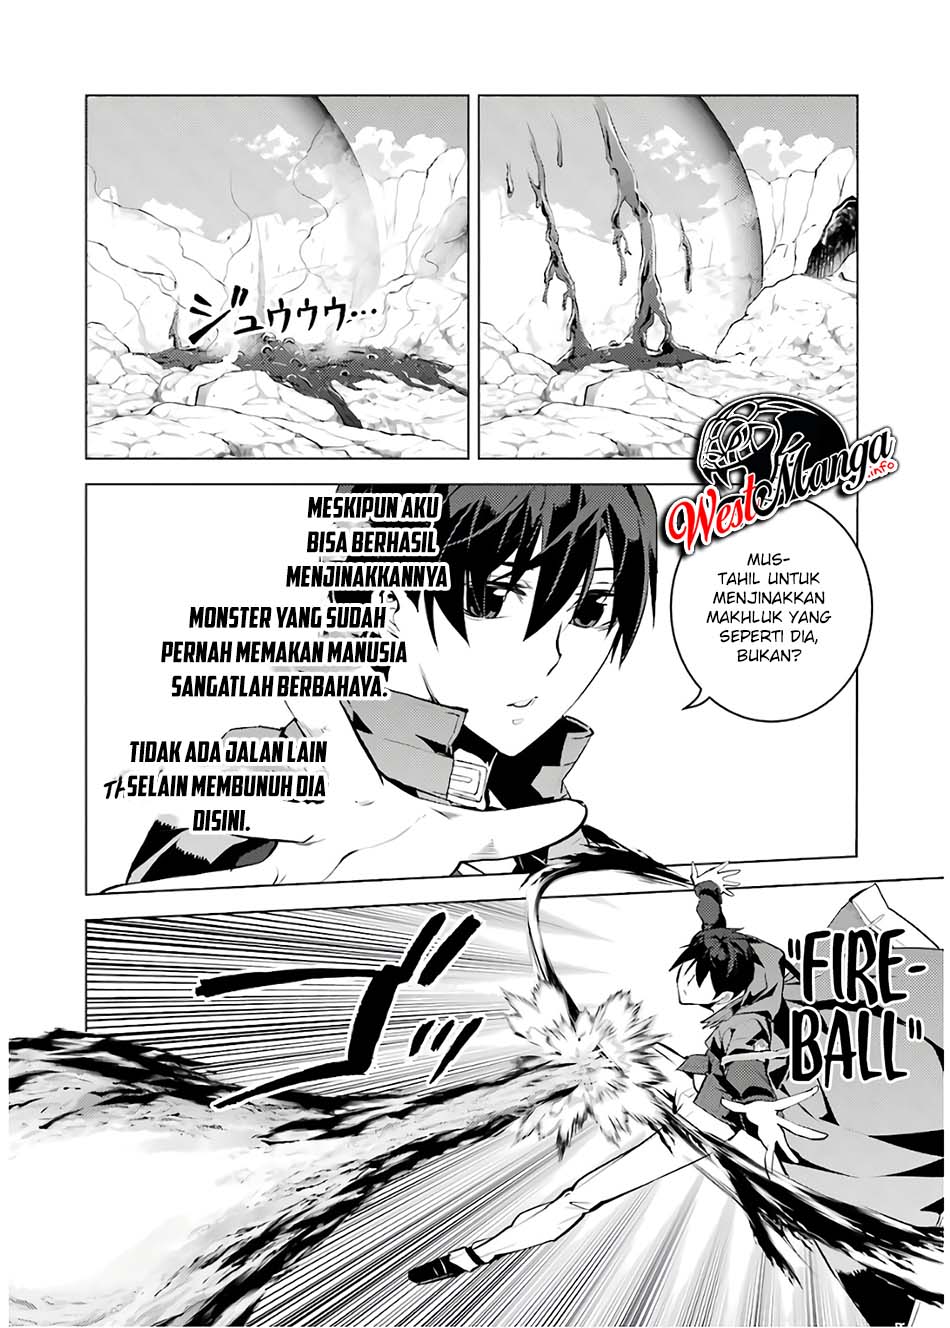 ジュウウウ…
WestManga
.info
MUS-
TAHIL UNTUK
MENJINAKKAN
MAKHLUK YANG
SEPERTI DIA,
BUKAN?
MESKIPUN AKU
BISA BERHASIL
MENJINAKKANNYA
MONSTER YANG SUDAH
PERNAH MEMAKAN MANUSIA
SANGATLAH BERBAHAYA.
TIDAK ADA JALAN LAIN
SELAIN MEMBUNUH DIA
DISINI.
"FIRE-
BALL"
ゴッ